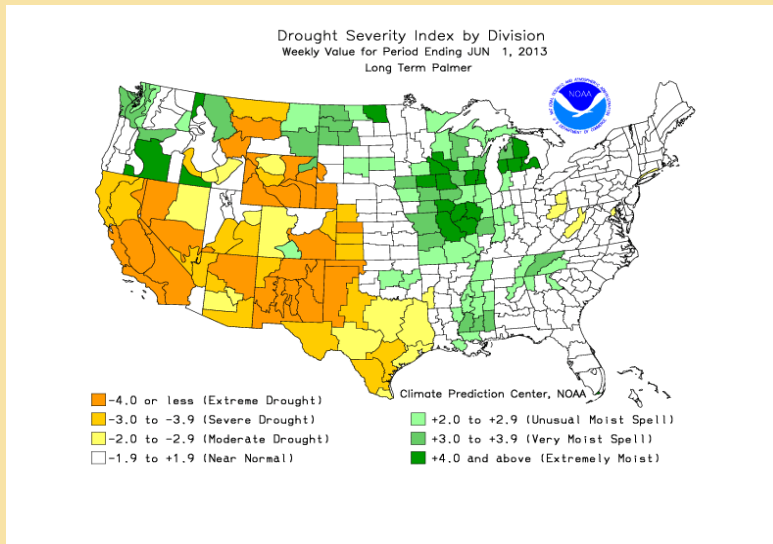 Drought Severity Index by Division
Weekly Value for Period Ending JUN 1, 2013
Long Term Palmer
NOAA
Climate Prediction Center, NOAA
-4.0 or less (Extreme Drought)
-3.0 to -3.9 (Severe Drought)
-2.0 to -2.9 (Moderate Drought)
-1.9 to +1.9 (Near Normal)
+2.0 to +2.9 (Unusual Moist Spell)
+3.0 to +3.9 (Very Moist Spell)
+4.0 and above (Extremely Moist)